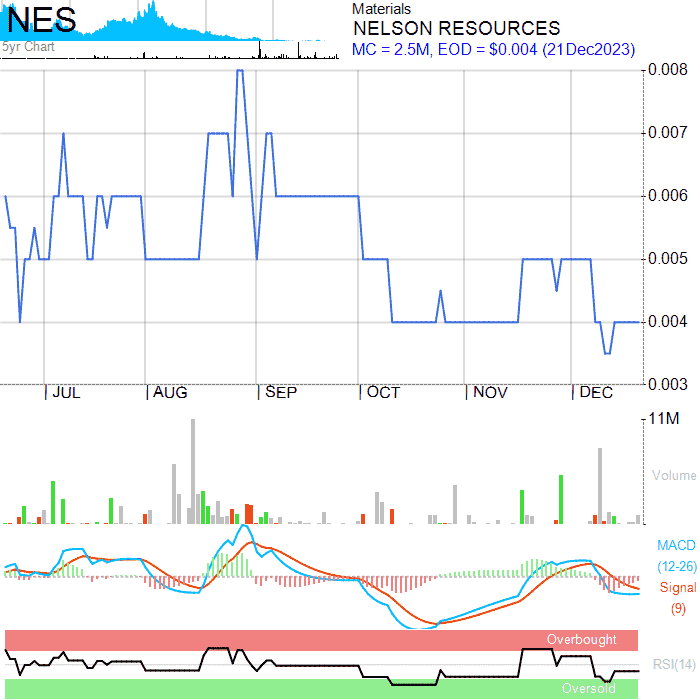 NES
5yr Chart
Materials
NELSON RESOURCES
MC = 2.5M, EOD = $0.004 (21Dec2023)
0.008
0.007
0.006
0.005
0.004
0.003
JUL AUG SEP OCT NOV DEC
11M
Volume
MACD
(12-26)
Signal
(9)
Overbought
RSI(14)
Oversold